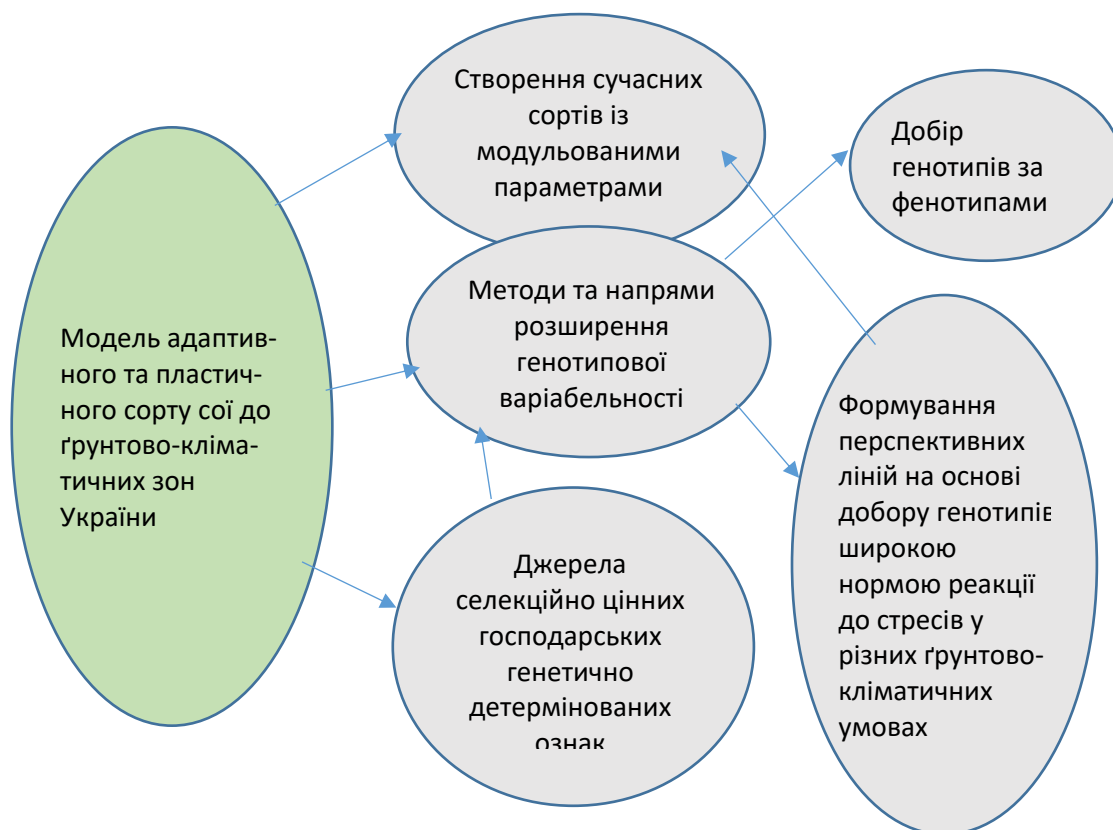 Створення сучасних
сортів із
модульованими
параметрами
Добір
генотипів за
фенотипами
Методи та напрями
розширення
генотипової
варіабельності
Модель адаптив-
ного та пластич-
ного сорту сої до
ґрунтово-кліма-
тичних зон
України
Формування
перспективних
ліній на основі
добору генотипів
широкою
нормою реакції
до стресів у
різних ґрунтово-
кліматичних
умовах
Джерела
селекційно цінних
господарських
генетично
детермінованих
ознак